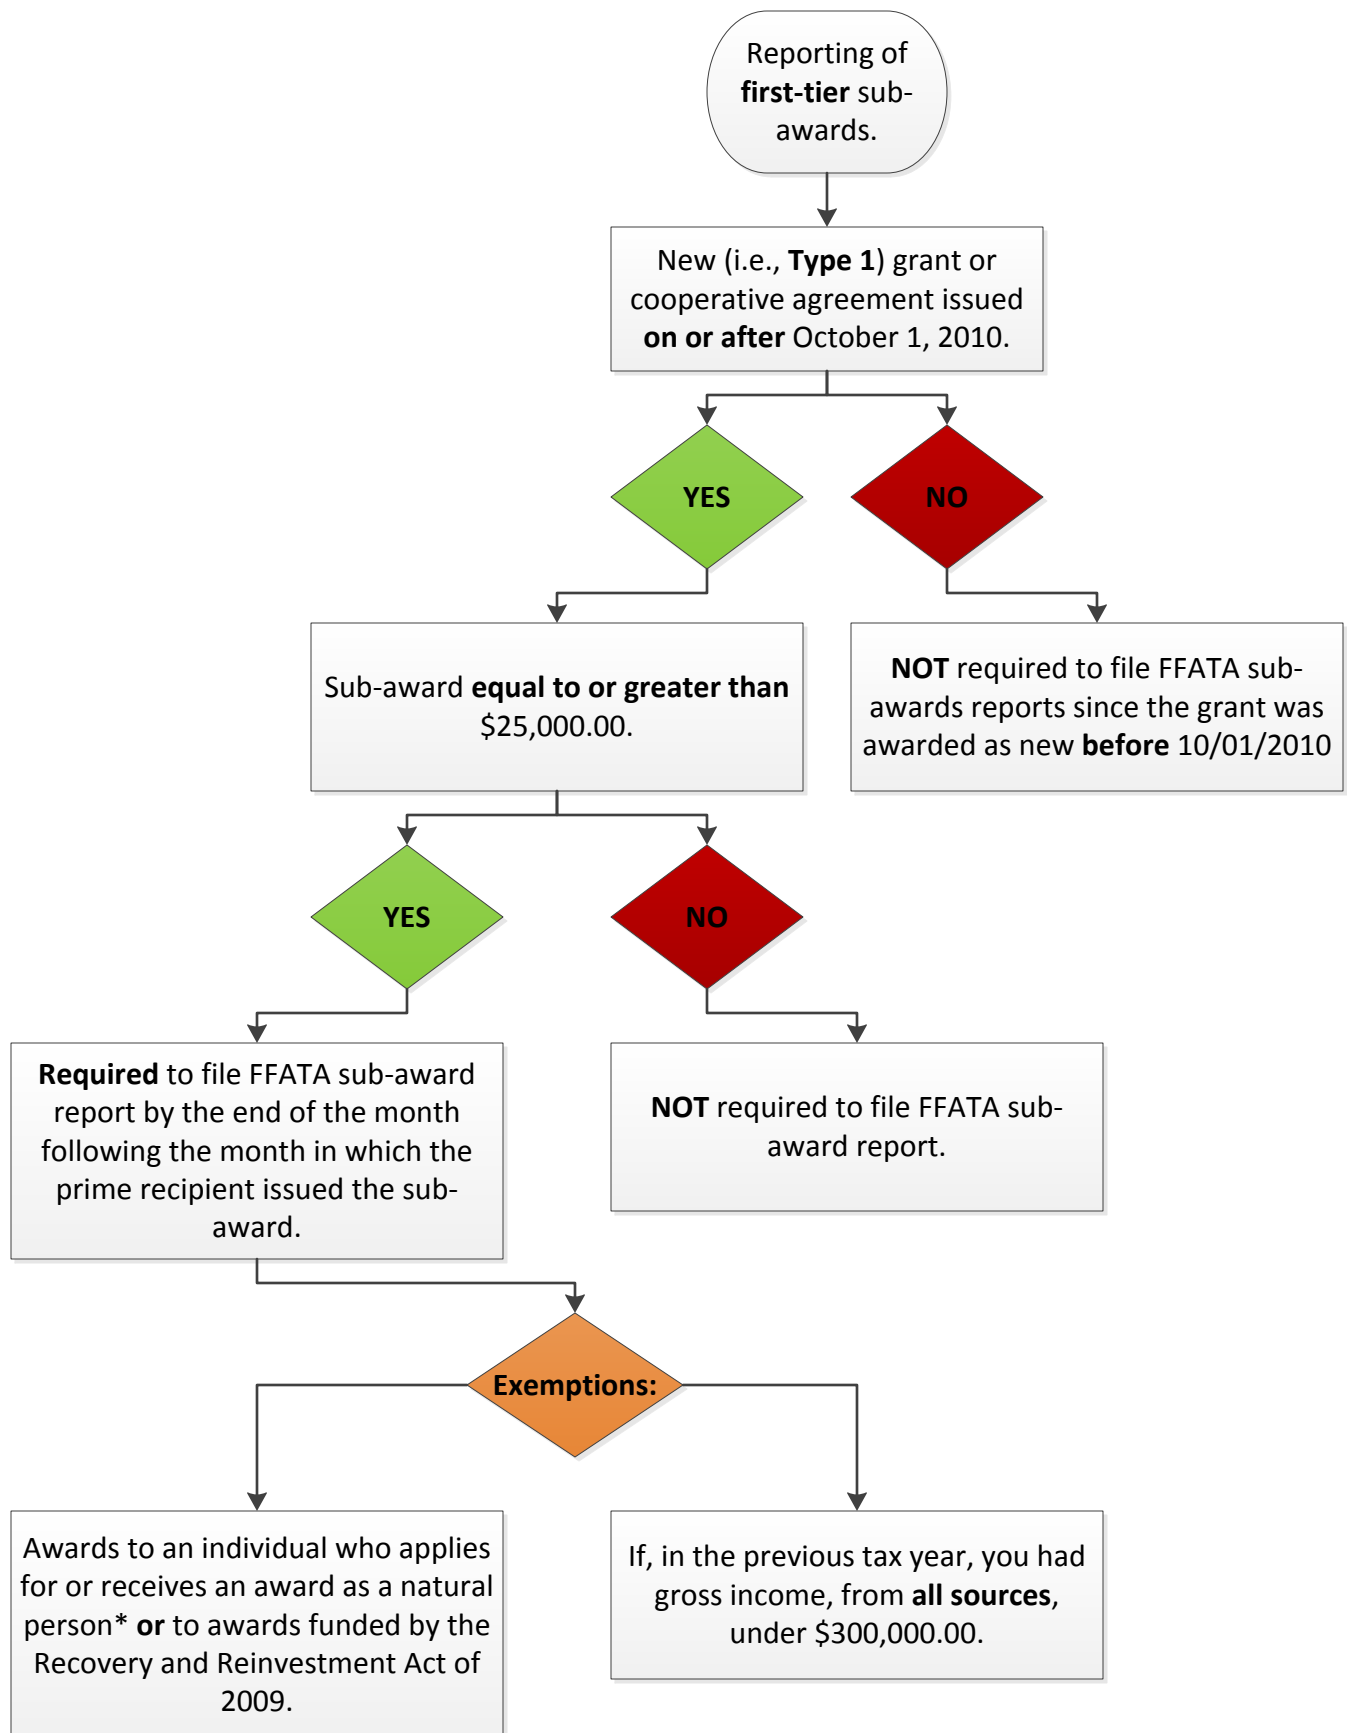 Reporting of
first-tier sub-
awards.
New (i.e., Type 1) grant or
cooperative agreement issued
on or after October 1, 2010.
YES
NO
Sub-award equal to or greater than
$25,000.00.
NOT required to file FFATA sub-
awards reports since the grant was
awarded as new before 10/01/2010
YES
NO
Required to file FFATA sub-award
report by the end of the month
following the month in which the
prime recipient issued the sub-
award.
NOT required to file FFATA sub-
award report.
Exemptions:
Awards to an individual who applies
for or receives an award as a natural
person* or to awards funded by the
Recovery and Reinvestment Act of
2009.
If, in the previous tax year, you had
gross income, from all sources,
under $300,000.00.